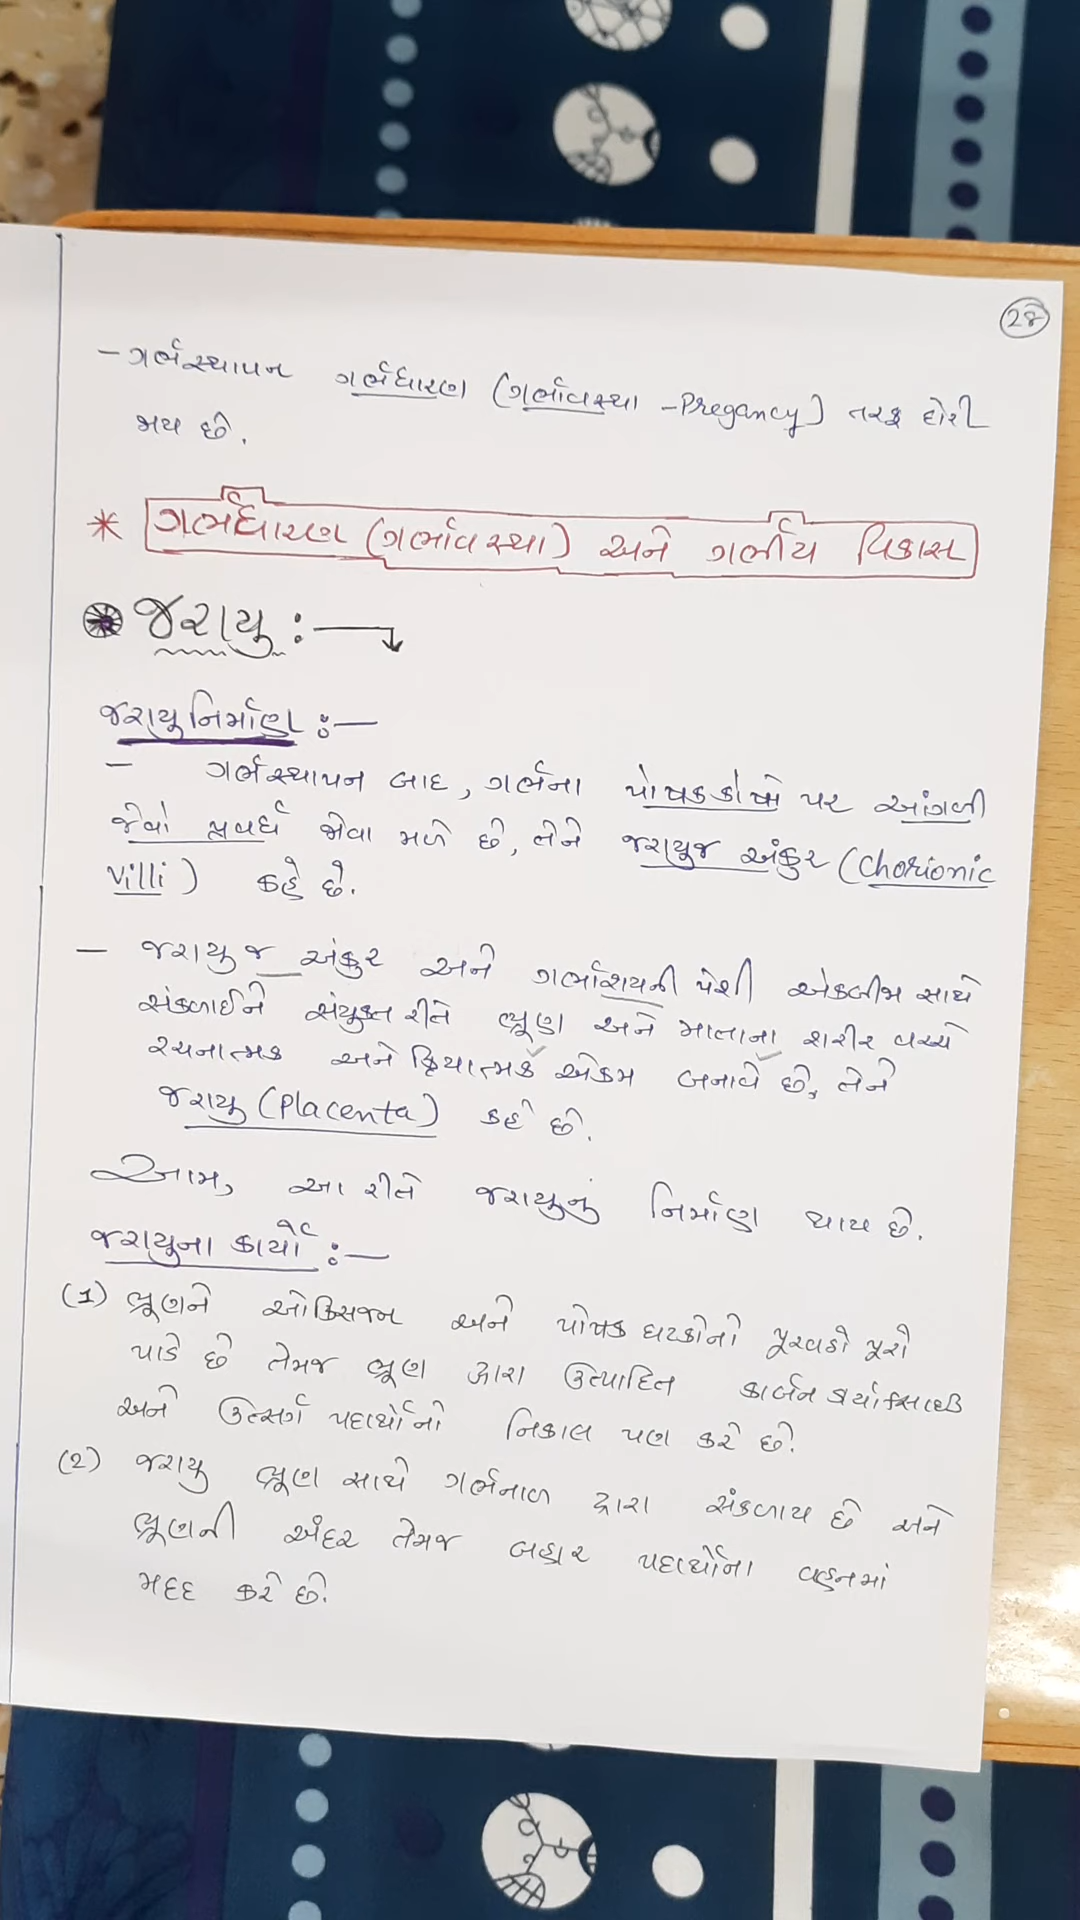 28
- ગર્ભસ્થાપન ગર્ભધારણ (ગર્ભાવસ્થા - Pregancy) તરફ દોરી
જાય છે.
* ગર્ભધારણ (ગર્ભાવસ્થા) અને ગર્ભીય વિકાસ
જરાયુ :
જરાયુનિર્માણ :-
- ગર્ભસ્થાપન બાદ, ગર્ભના પોષકકોષો પર આંગળી
જેવો પ્રવર્ધ જોવા મળે છે, તેને જરાયુજ અંકુર (Chorionic
Villi) કહે છે.
- જરાયુજ અંકુર અને ગર્ભાશયની પેશી એકબીજા સાથે
સંકળાઈને સંયુક્ત રીતે ભ્રૂણ અને માતાના શરીર વચ્ચે
રચનાત્મક અને ક્રિયાત્મક એકમ બનાવે છે, તેને
જરાયુ (Placenta) કહે છે.
આમ, આ રીતે જરાયુનું નિર્માણ થાય છે.
જરાયુના કાર્યો :-
(1) ભ્રૂણને ઓક્સિજન અને પોષક ઘટકોનો પૂરવઠો પૂરો
પાડે છે તેમજ ભ્રૂણ દ્વારા ઉત્પાદિત કાર્બન ડાયોક્સાઇડ
અને ઉત્સર્ગ પદાર્થોનો નિકાલ પણ કરે છે.
(2) જરાયુ ભ્રૂણ સાથે ગર્ભનાળ દ્વારા સંકળાય છે અને
ભ્રૂણની અંદર તેમજ બહાર પદાર્થોના વહનમાં
મદદ કરે છે.